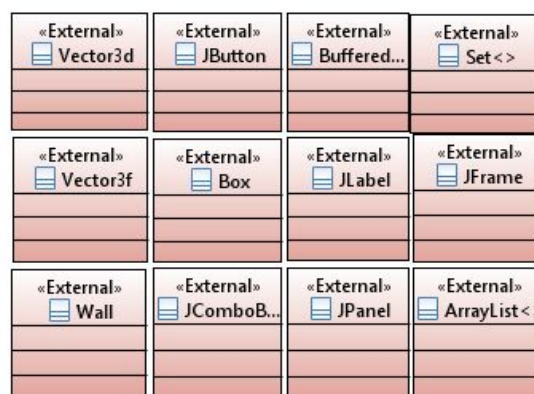 «External»
Vector3d
«External»
JButton
«External»
Buffered...
«External»
Set<>
«External»
Vector3f
«External»
Box
«External»
JLabel
«External»
JFrame
«External»
Wall
«External»
JComboB...
«External»
JPanel
«External»
ArrayList<